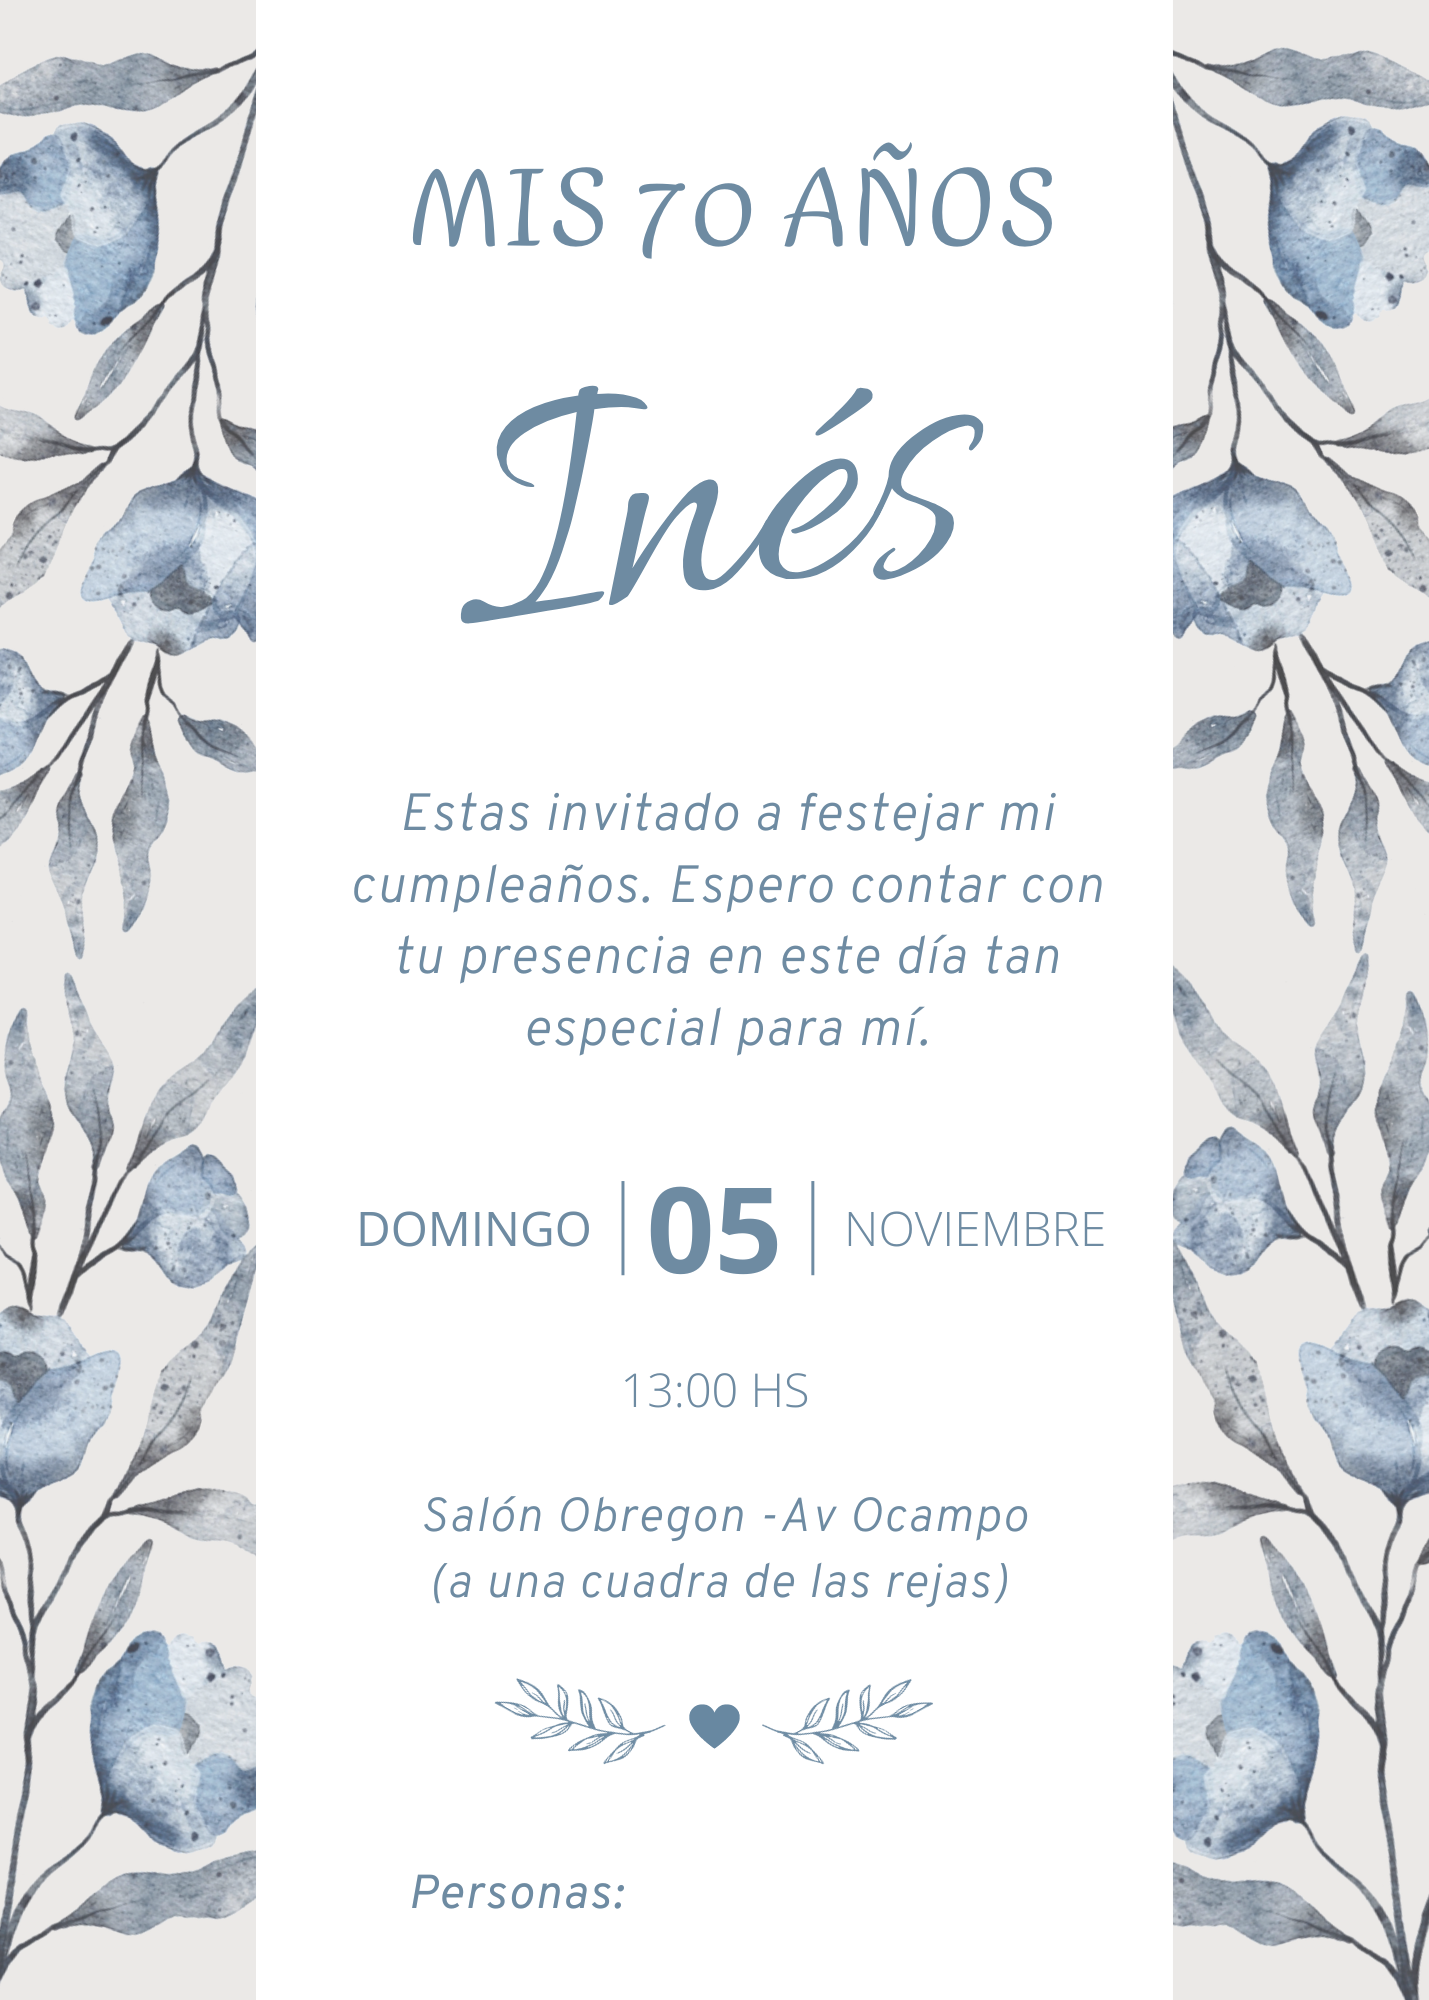 MIS 70 AÑOS
Inés
Estas invitado a festejar mi
cumpleaños. Espero contar con
tu presencia en este día tan
especial para mí.
DOMINGO | 05 | NOVIEMBRE
13:00 HS
Salón Obregon -Av Ocampo
(a una cuadra de las rejas)
Personas: